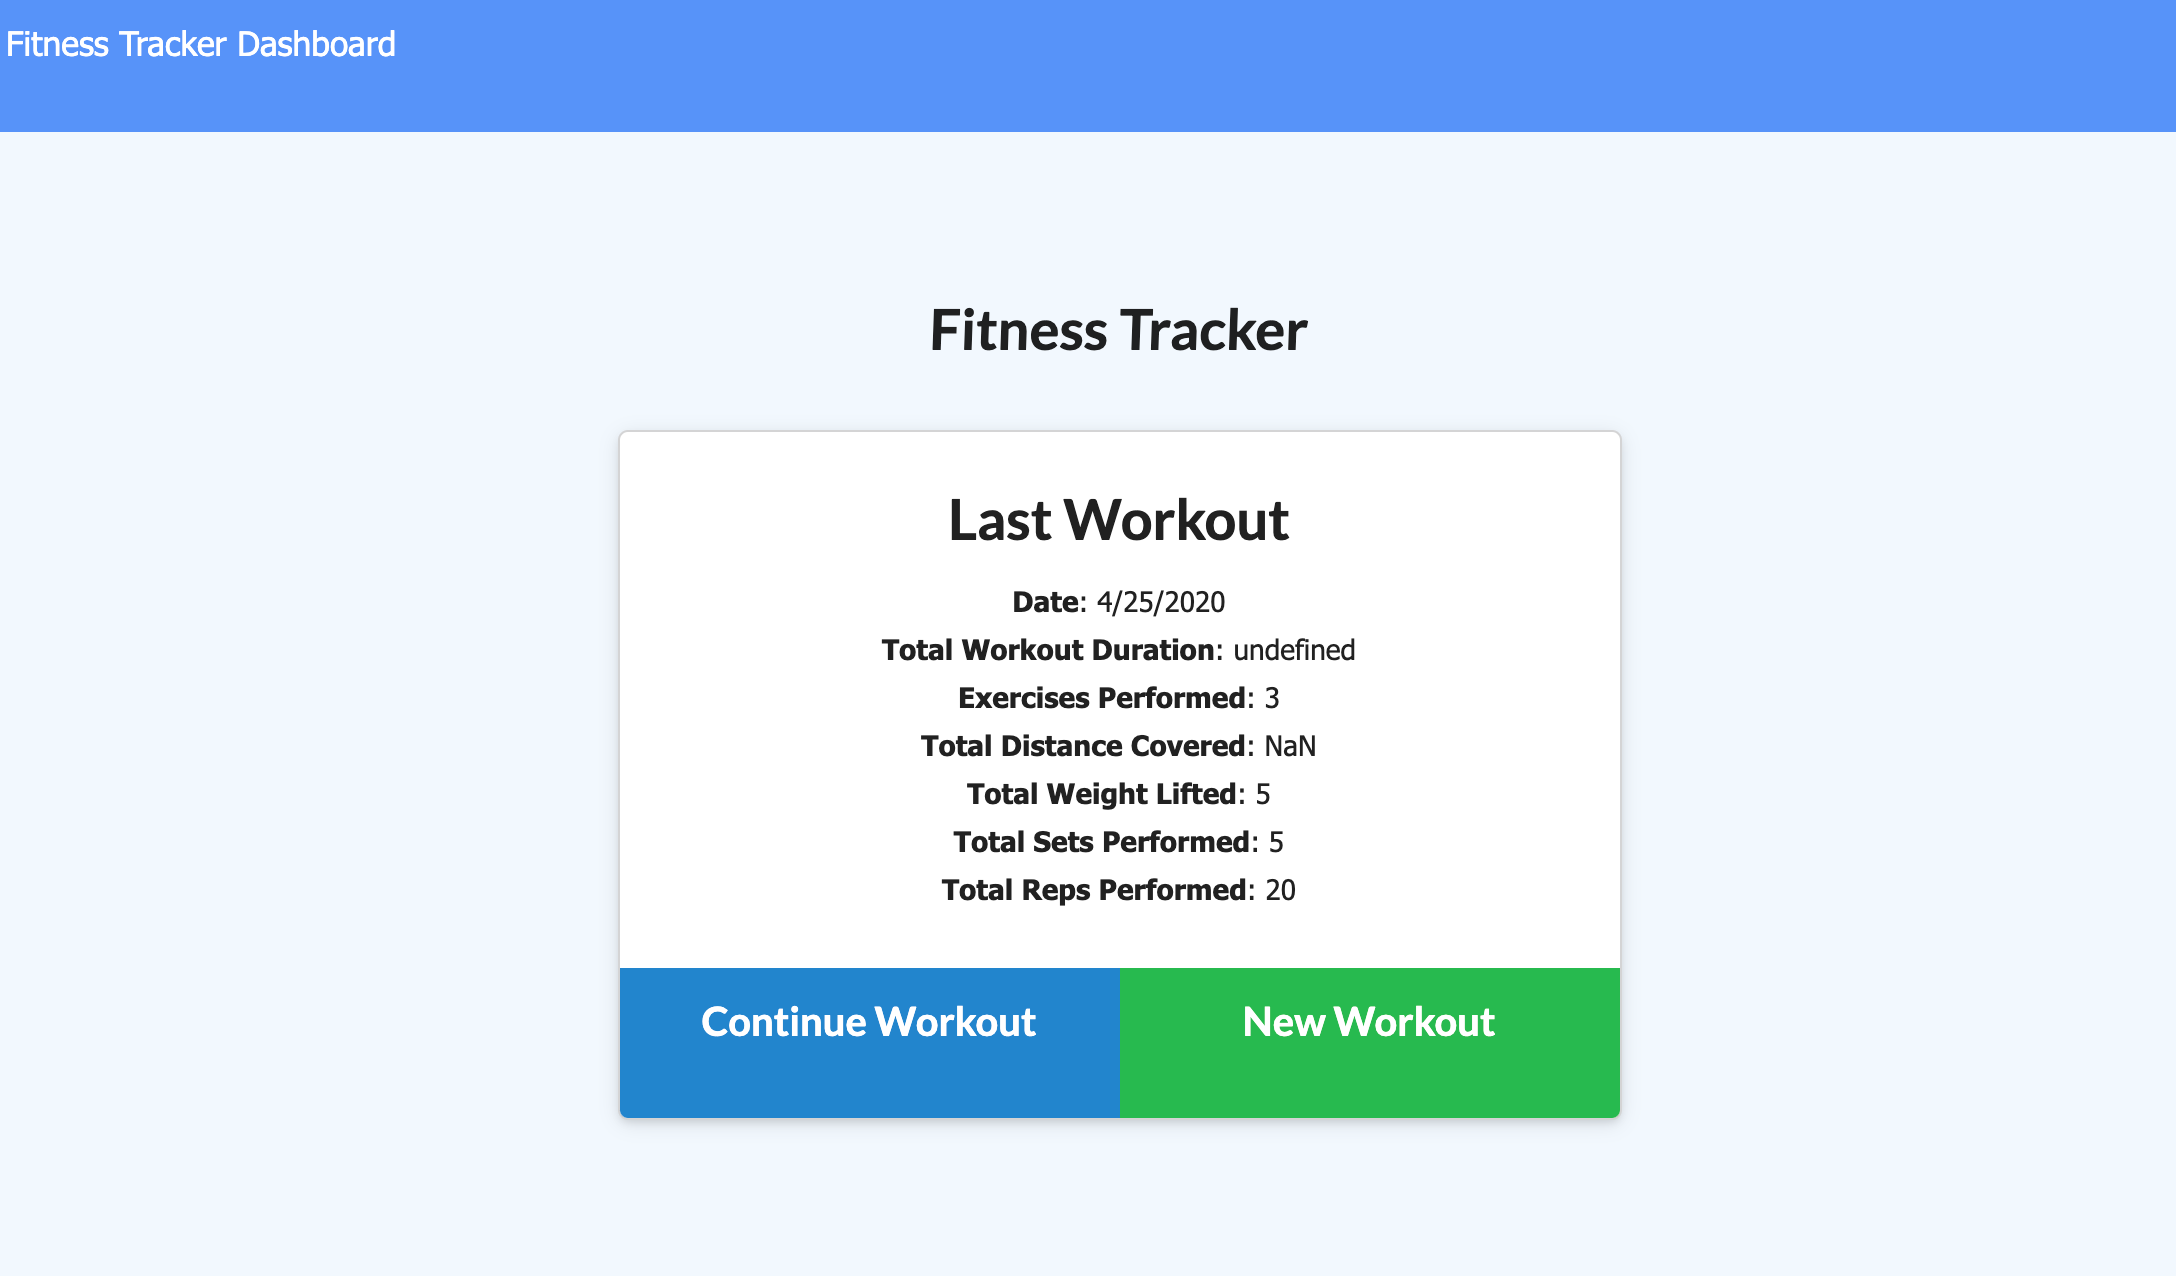 Fitness Tracker Dashboard
Fitness Tracker
Last Workout
Date: 4/25/2020
Total Workout Duration: undefined
Exercises Performed: 3
Total Distance Covered: NaN
Total Weight Lifted: 5
Total Sets Performed: 5
Total Reps Performed: 20
Continue Workout
New Workout